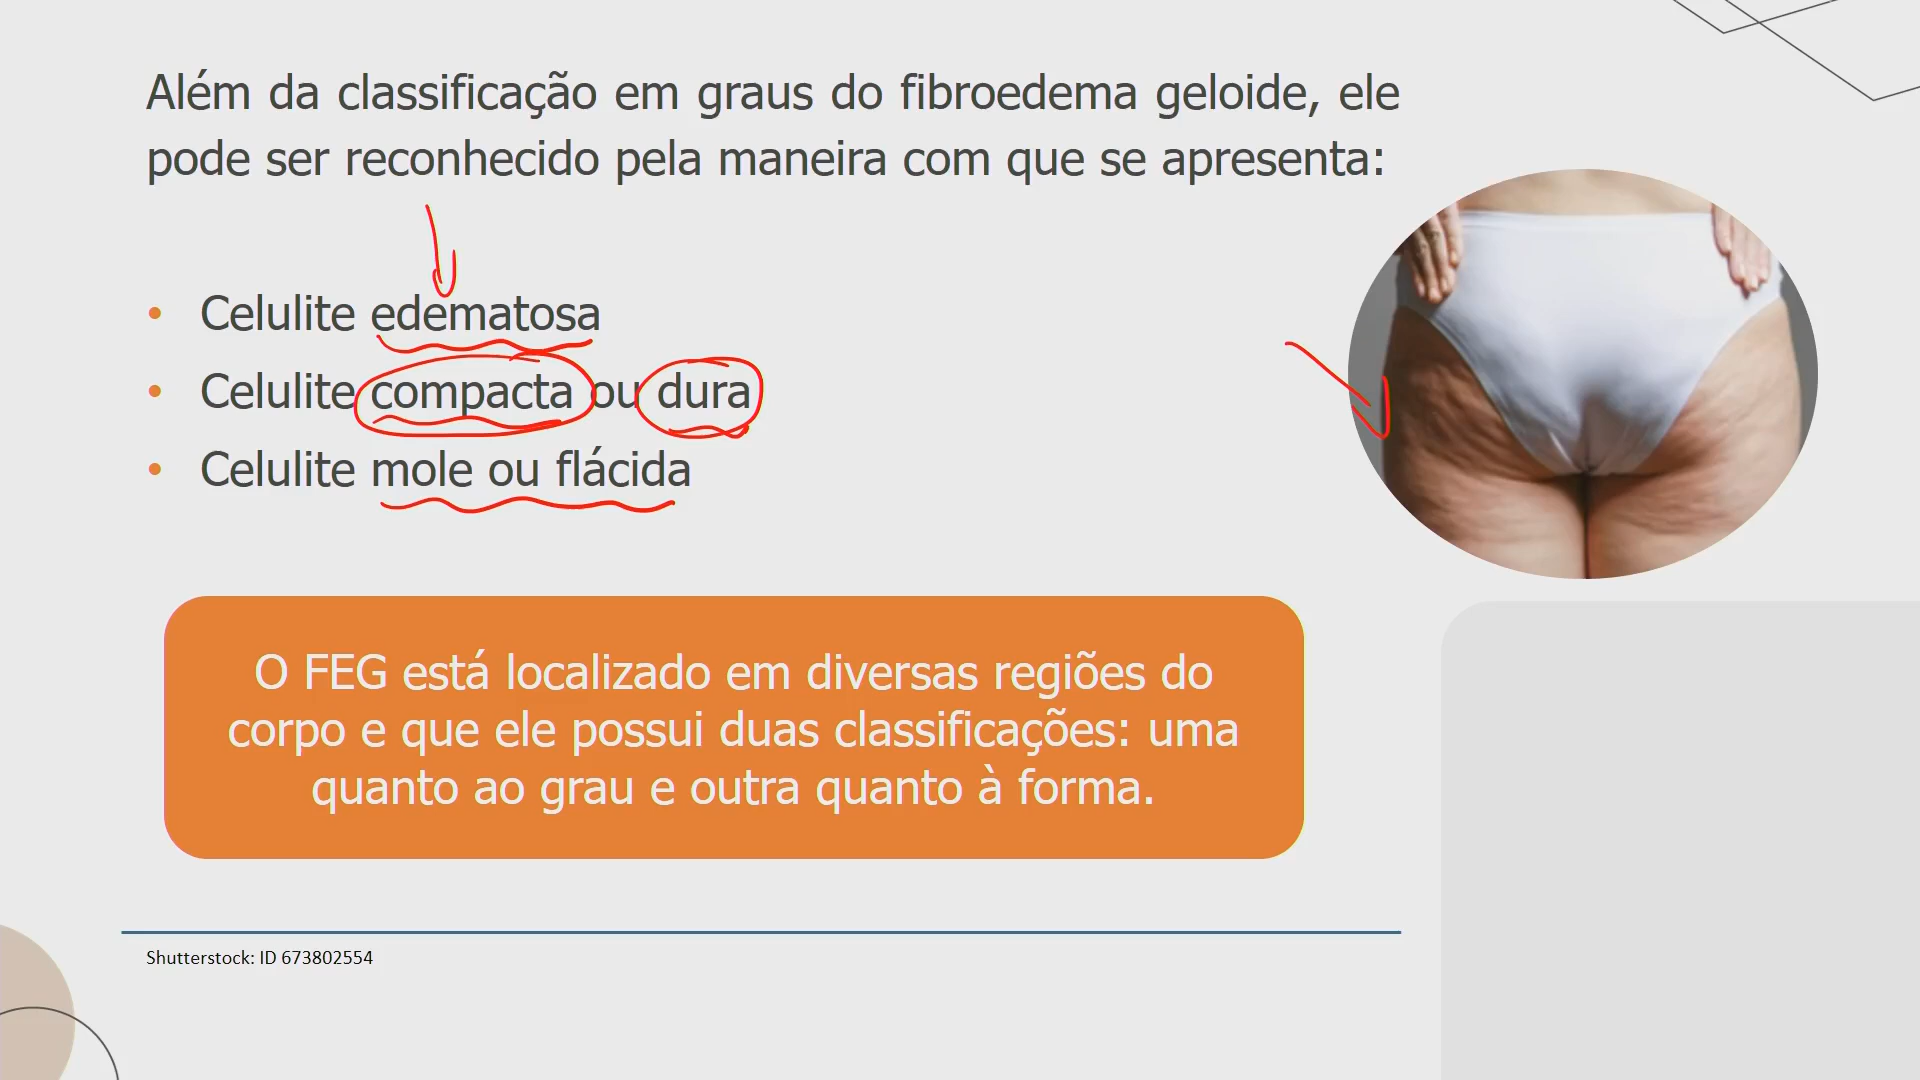 Além da classificação em graus do fibroedema geloide, ele
pode ser reconhecido pela maneira com que se apresenta:
• Celulite edematosa
• Celulite compacta ou dura
• Celulite mole ou flácida
O FEG está localizado em diversas regiões do
corpo e que ele possui duas classificações: uma
quanto ao grau e outra quanto à forma.
Shutterstock: ID 673802554